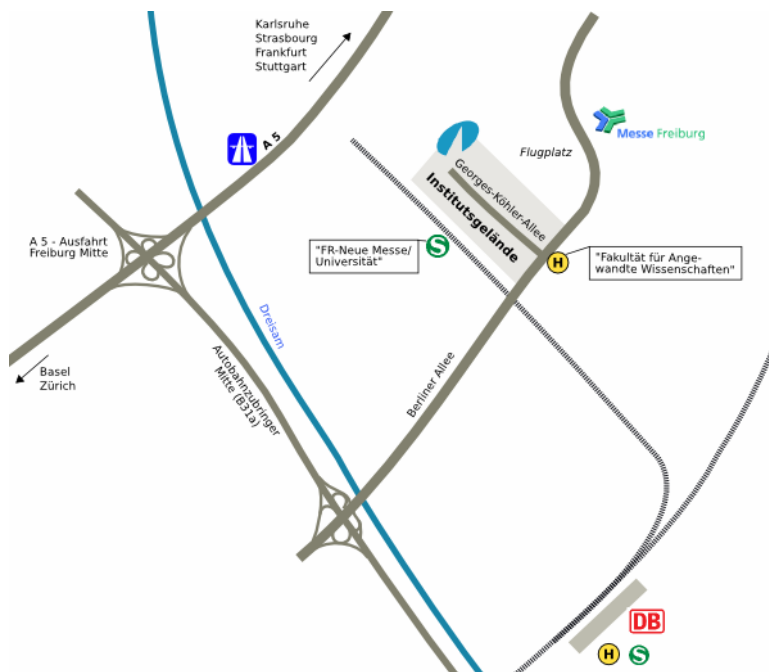 Karlsruhe
Strasbourg
Frankfurt
Stuttgart
A 5
Messe Freiburg
Flugplatz
Georges-Köhler-Allee
Institutsgelände
A 5 - Ausfahrt
Freiburg Mitte
"FR-Neue Messe/
Universität"
S
H
"Fakultät für Ange-
wandte Wissenschaften"
Dreisam
Basel
Zürich
Autobahnzubringer
Mitte (B31a)
Berliner Allee
DB
H
S